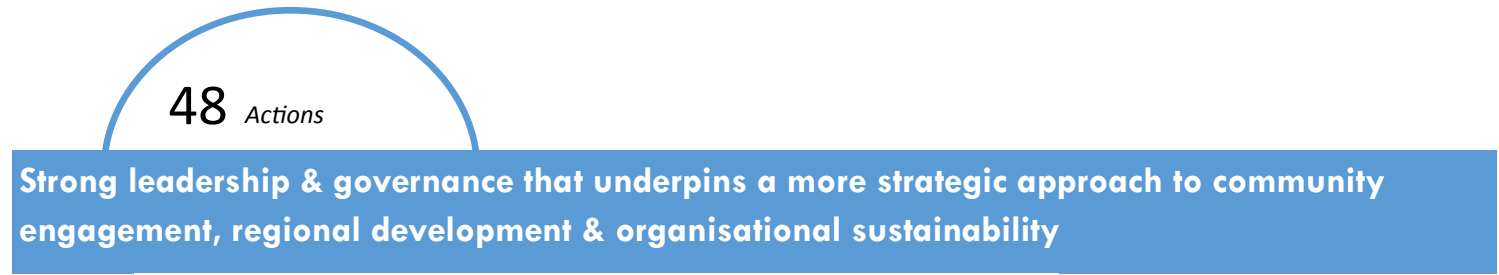 48 Actions
Strong leadership & governance that underpins a more strategic approach to community
engagement, regional development & organisational sustainability